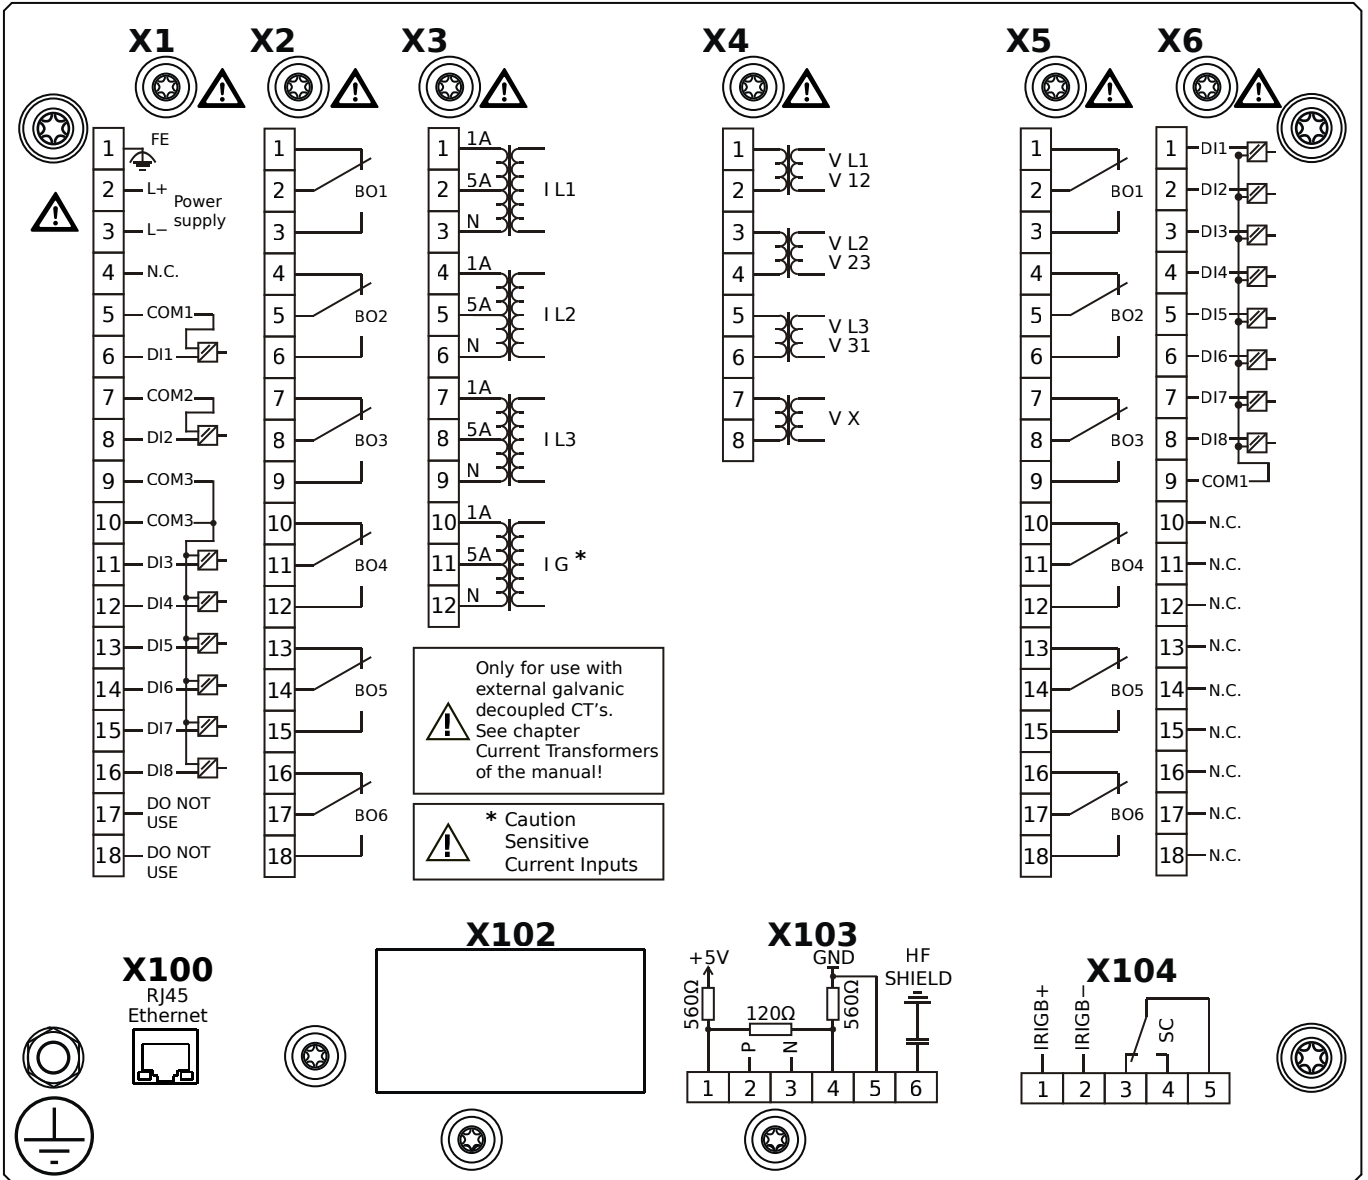 X1 X2 X3 X4 X5 X6
1 FE
2 L+
3 L−
Power
supply
4 N.C.
5 COM1
6 DI1
7 COM2
8 DI2
9 COM3
10 COM3
11 DI3
12 DI4
13 DI5
14 DI6
15 DI7
16 DI8
17 DO NOT
USE
18 DO NOT
USE
1
2 BO1
3
4
5 BO2
6
7
8 BO3
9
10
11 BO4
12
13
14 BO5
15
16
17 BO6
18
1 1A
2 5A I L1
3 N
4 1A
5 5A I L2
6 N
7 1A
8 5A I L3
9 N
10 1A
11 5A I G *
12 N
Only for use with
external galvanic
decoupled CT's.
See chapter
Current Transformers
of the manual!
* Caution
Sensitive
Current Inputs
1 V L1
2 V 12
3 V L2
4 V 23
5 V L3
6 V 31
7 V X
8
1
2 BO1
3
4
5 BO2
6
7
8 BO3
9
10
11 BO4
12
13
14 BO5
15
16
17 BO6
18
1 DI1
2 DI2
3 DI3
4 DI4
5 DI5
6 DI6
7 DI7
8 DI8
9 COM1
10 N.C.
11 N.C.
12 N.C.
13 N.C.
14 N.C.
15 N.C.
16 N.C.
17 N.C.
18 N.C.
X100
RJ45
Ethernet
X102
X103
+5V GND HF
SHIELD
560Ω 120Ω 560Ω
P N
1 2 3 4 5 6
X104
IRIGB+ IRIGB− SC
1 2 3 4 5